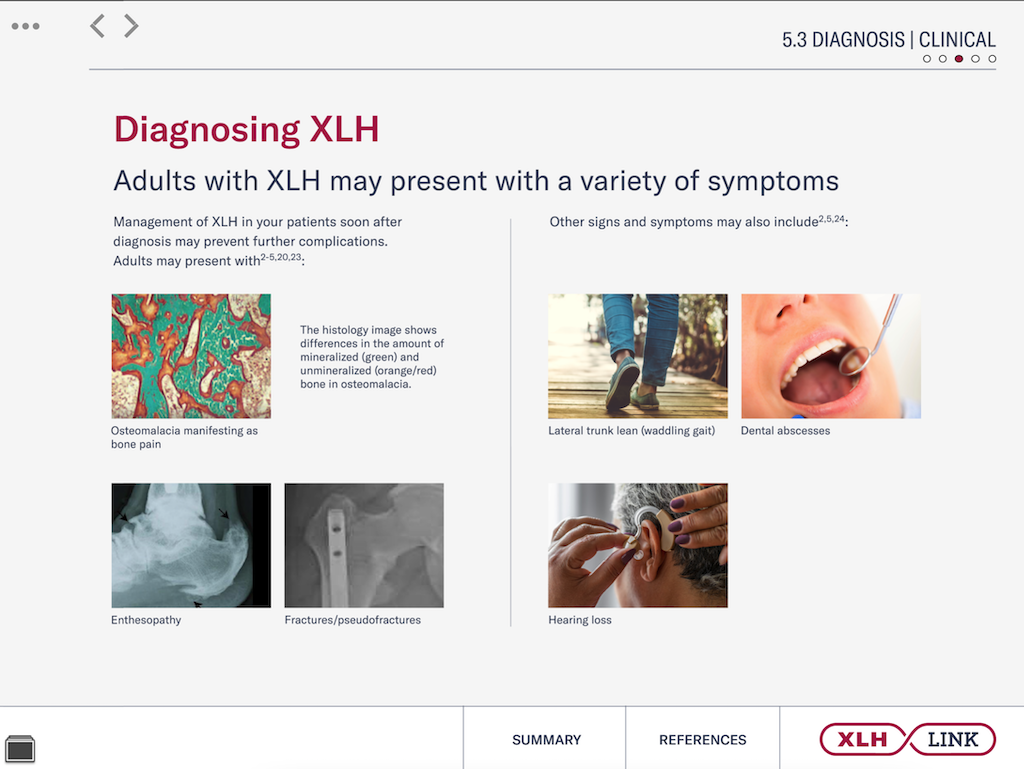 5.3 DIAGNOSIS | CLINICAL
Diagnosing XLH
Adults with XLH may present with a variety of symptoms
Management of XLH in your patients soon after
diagnosis may prevent further complications.
Adults may present with2-5,20,23:
The histology image shows
differences in the amount of
mineralized (green) and
unmineralized (orange/red)
bone in osteomalacia.
Osteomalacia manifesting as
bone pain
Enthesopathy
Fractures/pseudofractures
Other signs and symptoms may also include2,5,24:
Lateral trunk lean (waddling gait)
Dental abscesses
Hearing loss
SUMMARY
REFERENCES
XLH LINK